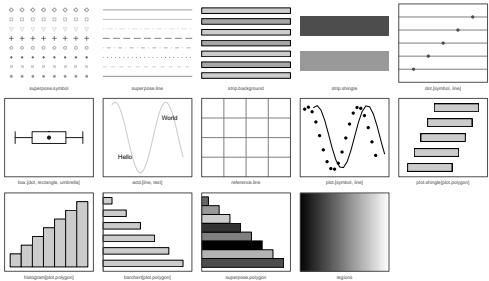 superpose.symbol
superpose.line
strip.background
strip.shingle
dot.[symbol, line]
World
Hello
box.[dot, rectangle, umbrella]
add.[line, text]
reference.line
plot.[symbol, line]
plot.shingle[plot.polygon]
histogram[plot.polygon]
barchart[plot.polygon]
superpose.polygon
regions